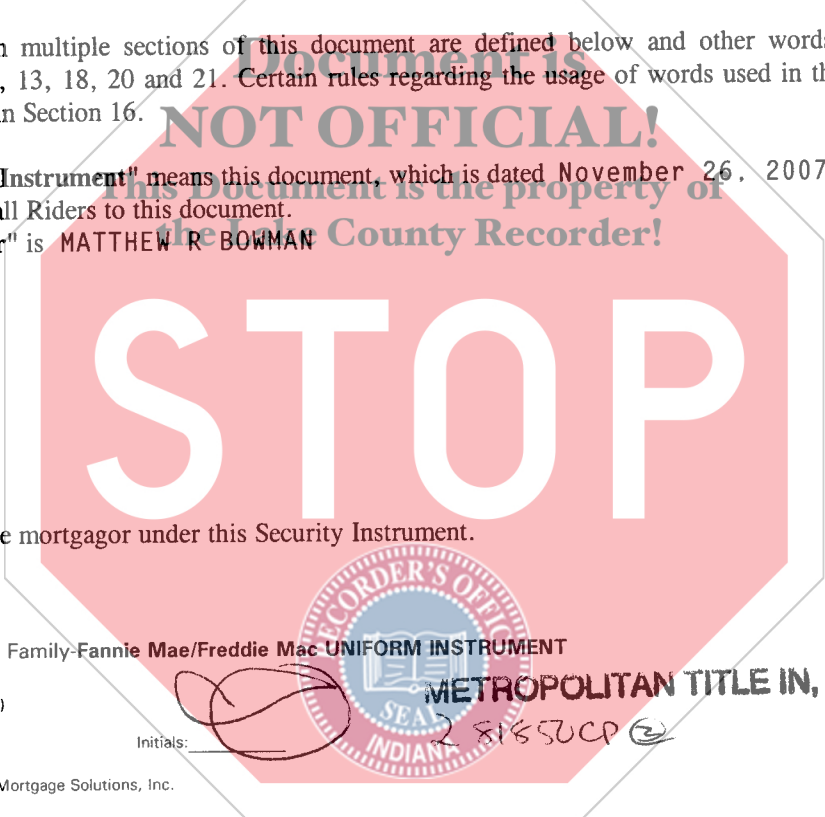 multiple sections of this document are defined below and other words
, 13, 18, 20 and 21. Certain rules regarding the usage of words used in th
n Section 16.
Document is
NOT OFFICIAL!
This Document is the property of
the Lake County Recorder!
Instrument" means this document, which is dated November 26, 2007
all Riders to this document.
r" is MATTHEW R BOWMAN
STOP
e mortgagor under this Security Instrument.
RECORDER'S OFFICE
SEAL
INDIANA
Family-Fannie Mae/Freddie Mac UNIFORM INSTRUMENT
METROPOLITAN TITLE IN,
Initials:
Mortgage Solutions, Inc.